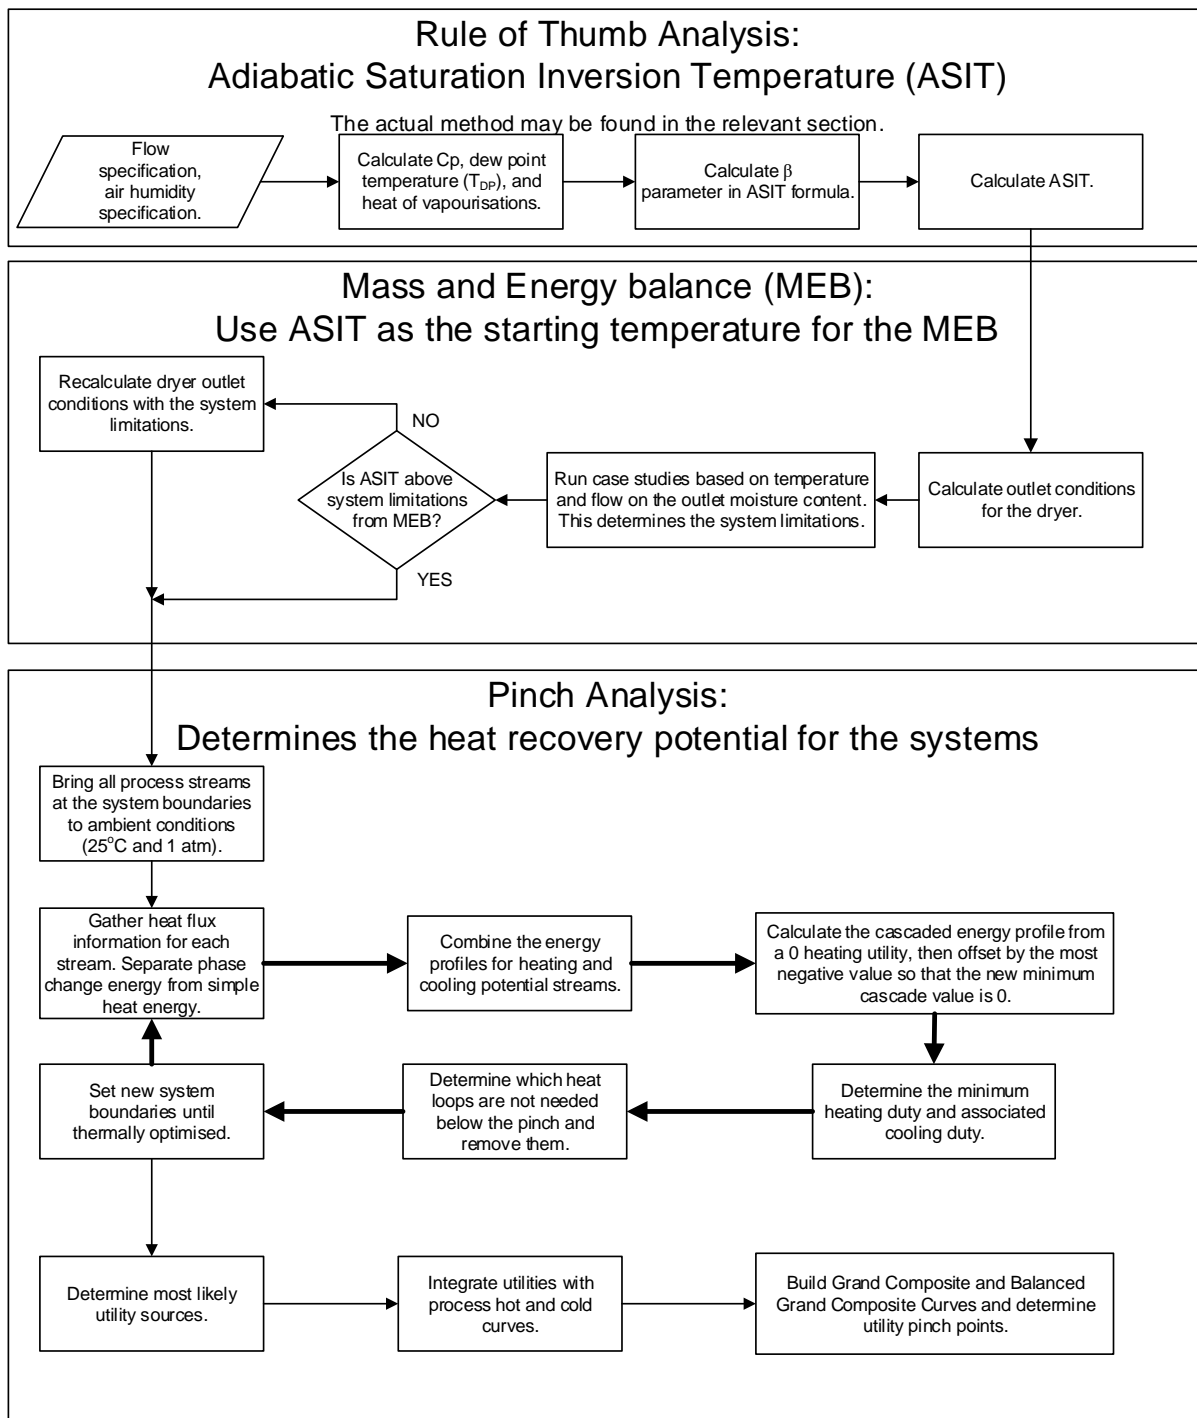 Rule of Thumb Analysis:
Adiabatic Saturation Inversion Temperature (ASIT)
The actual method may be found in the relevant section.
Flow
specification,
air humidity
specification.
Calculate Cp, dew point
temperature (TDP), and
heat of vapourisations.
Calculate β
parameter in ASIT formula.
Calculate ASIT.
Mass and Energy balance (MEB):
Use ASIT as the starting temperature for the MEB
Recalculate dryer outlet
conditions with the system
limitations.
NO
Is ASIT above
system limitations
from MEB?
YES
Run case studies based on temperature
and flow on the outlet moisture content.
This determines the system limitations.
Calculate outlet conditions
for the dryer.
Pinch Analysis:
Determines the heat recovery potential for the systems
Bring all process streams
at the system boundaries
to ambient conditions
(25°C and 1 atm).
Gather heat flux
information for each
stream. Separate phase
change energy from simple
heat energy.
Combine the energy
profiles for heating and
cooling potential streams.
Calculate the cascaded energy profile from
a 0 heating utility, then offset by the most
negative value so that the new minimum
cascade value is 0.
Set new system
boundaries until
thermally optimised.
Determine which heat
loops are not needed
below the pinch and
remove them.
Determine the minimum
heating duty and associated
cooling duty.
Determine most likely
utility sources.
Integrate utilities with
process hot and cold
curves.
Build Grand Composite and Balanced
Grand Composite Curves and determine
utility pinch points.